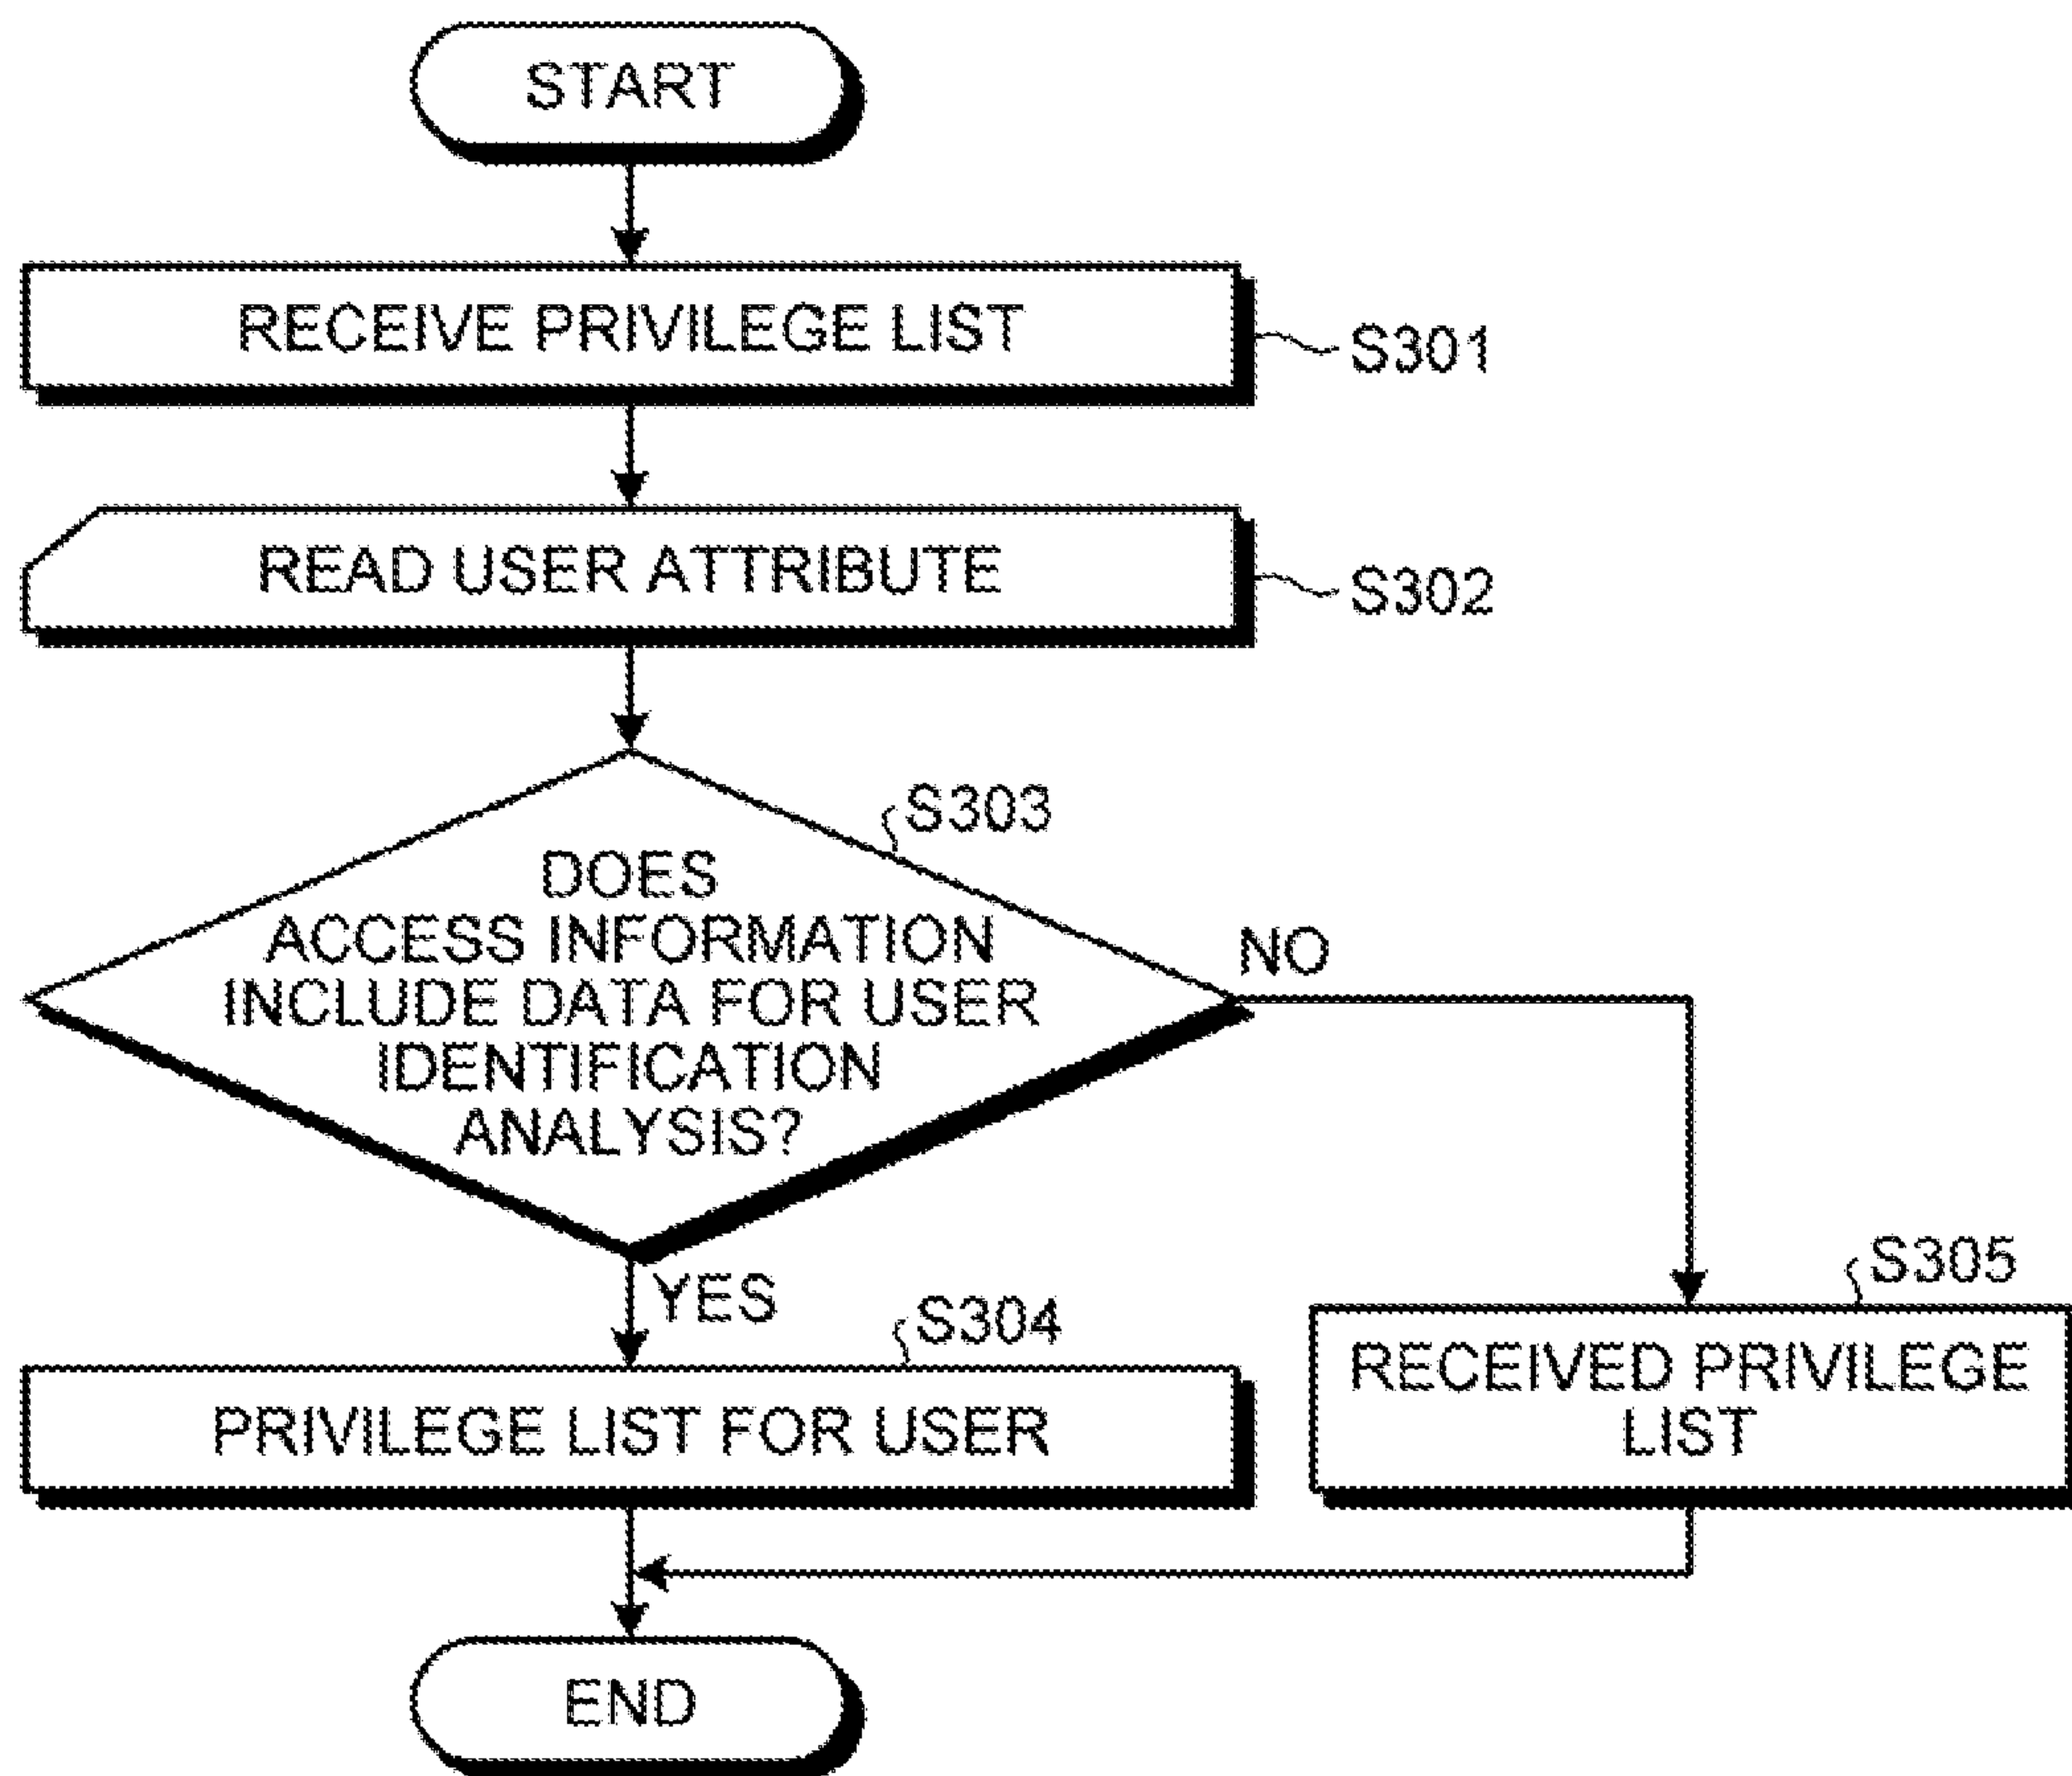 START
RECEIVE PRIVILEGE LIST
S301
READ USER ATTRIBUTE
S302
S303
DOES
ACCESS INFORMATION
INCLUDE DATA FOR USER
IDENTIFICATION
ANALYSIS?
NO
YES
S304
PRIVILEGE LIST FOR USER
S305
RECEIVED PRIVILEGE
LIST
END